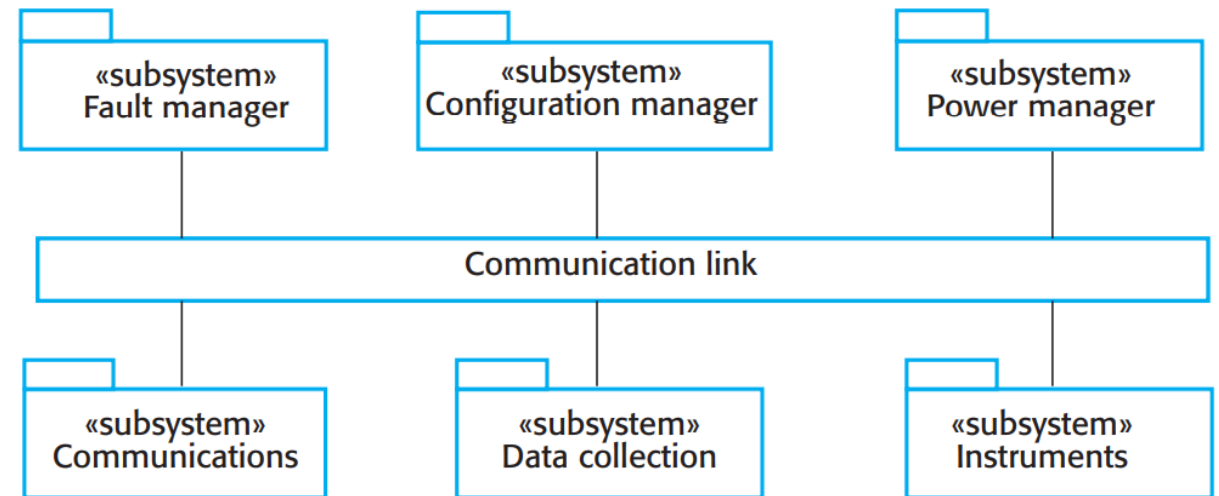 «subsystem»
Fault manager
«subsystem»
Configuration manager
«subsystem»
Power manager
Communication link
«subsystem»
Communications
«subsystem»
Data collection
«subsystem»
Instruments